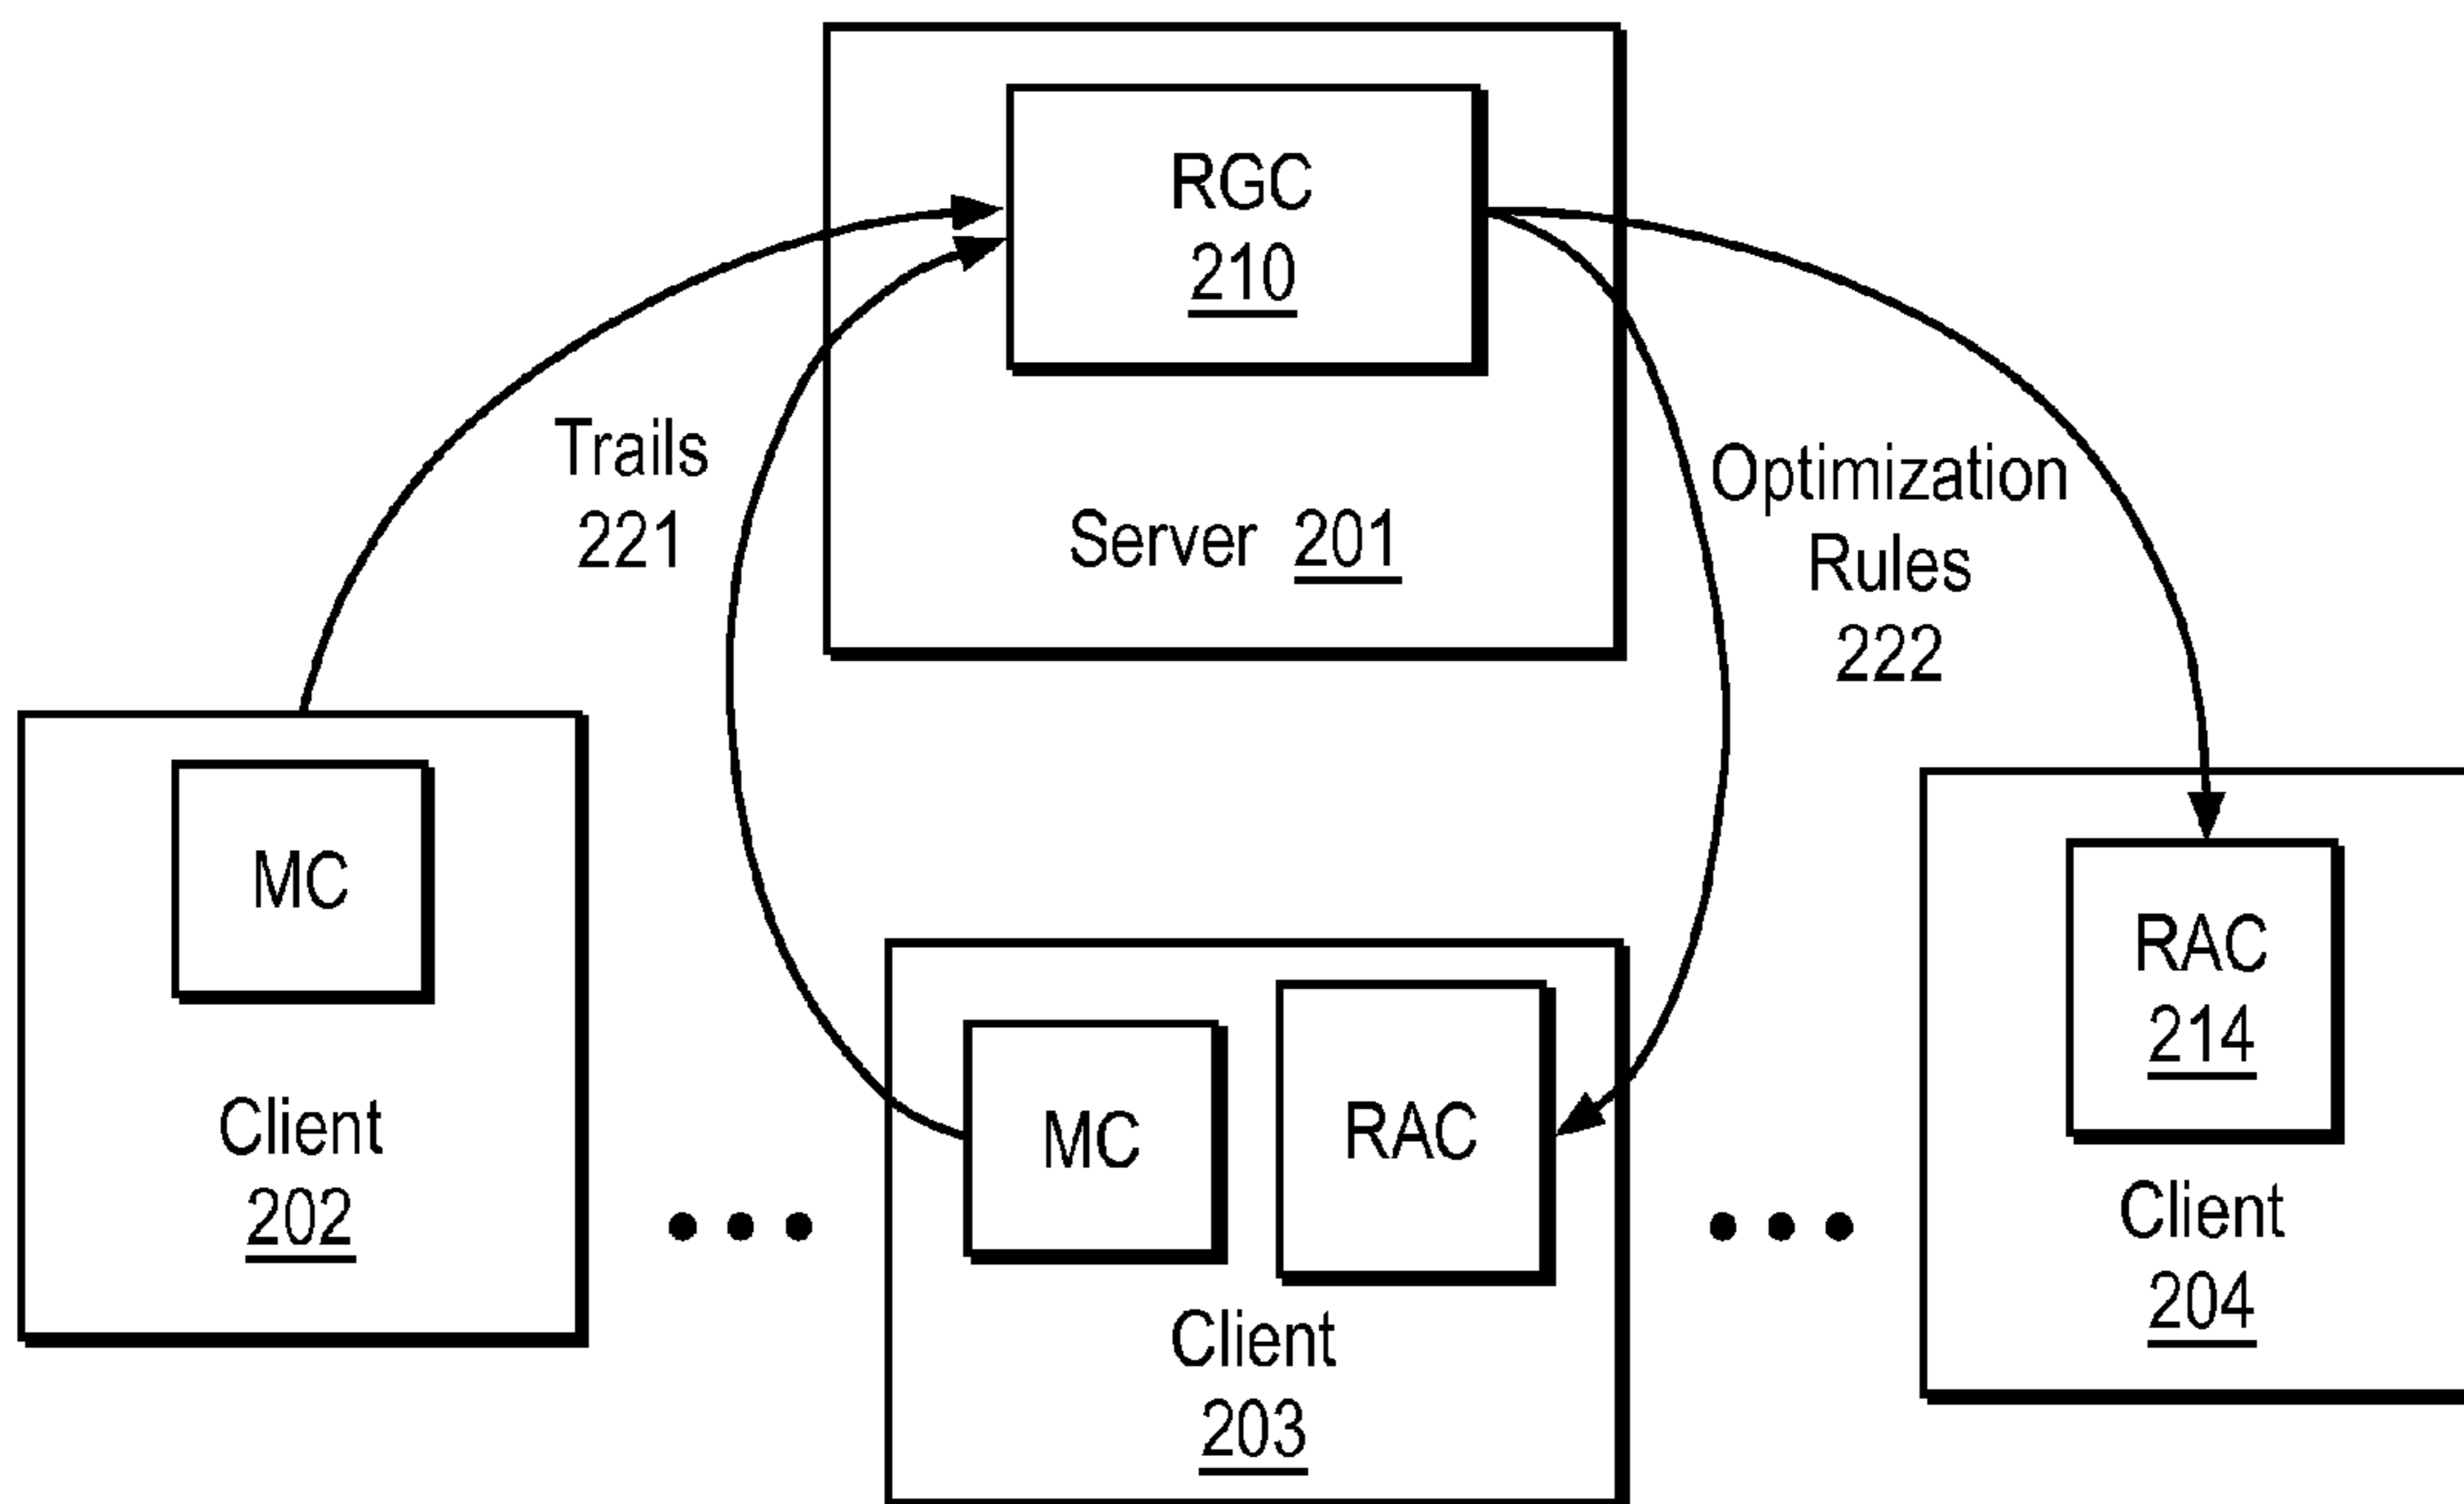 RGC
210
Trails
221
Server 201
Optimization
Rules
222
MC
Client
202
MC
RAC
Client
203
RAC
214
Client
204